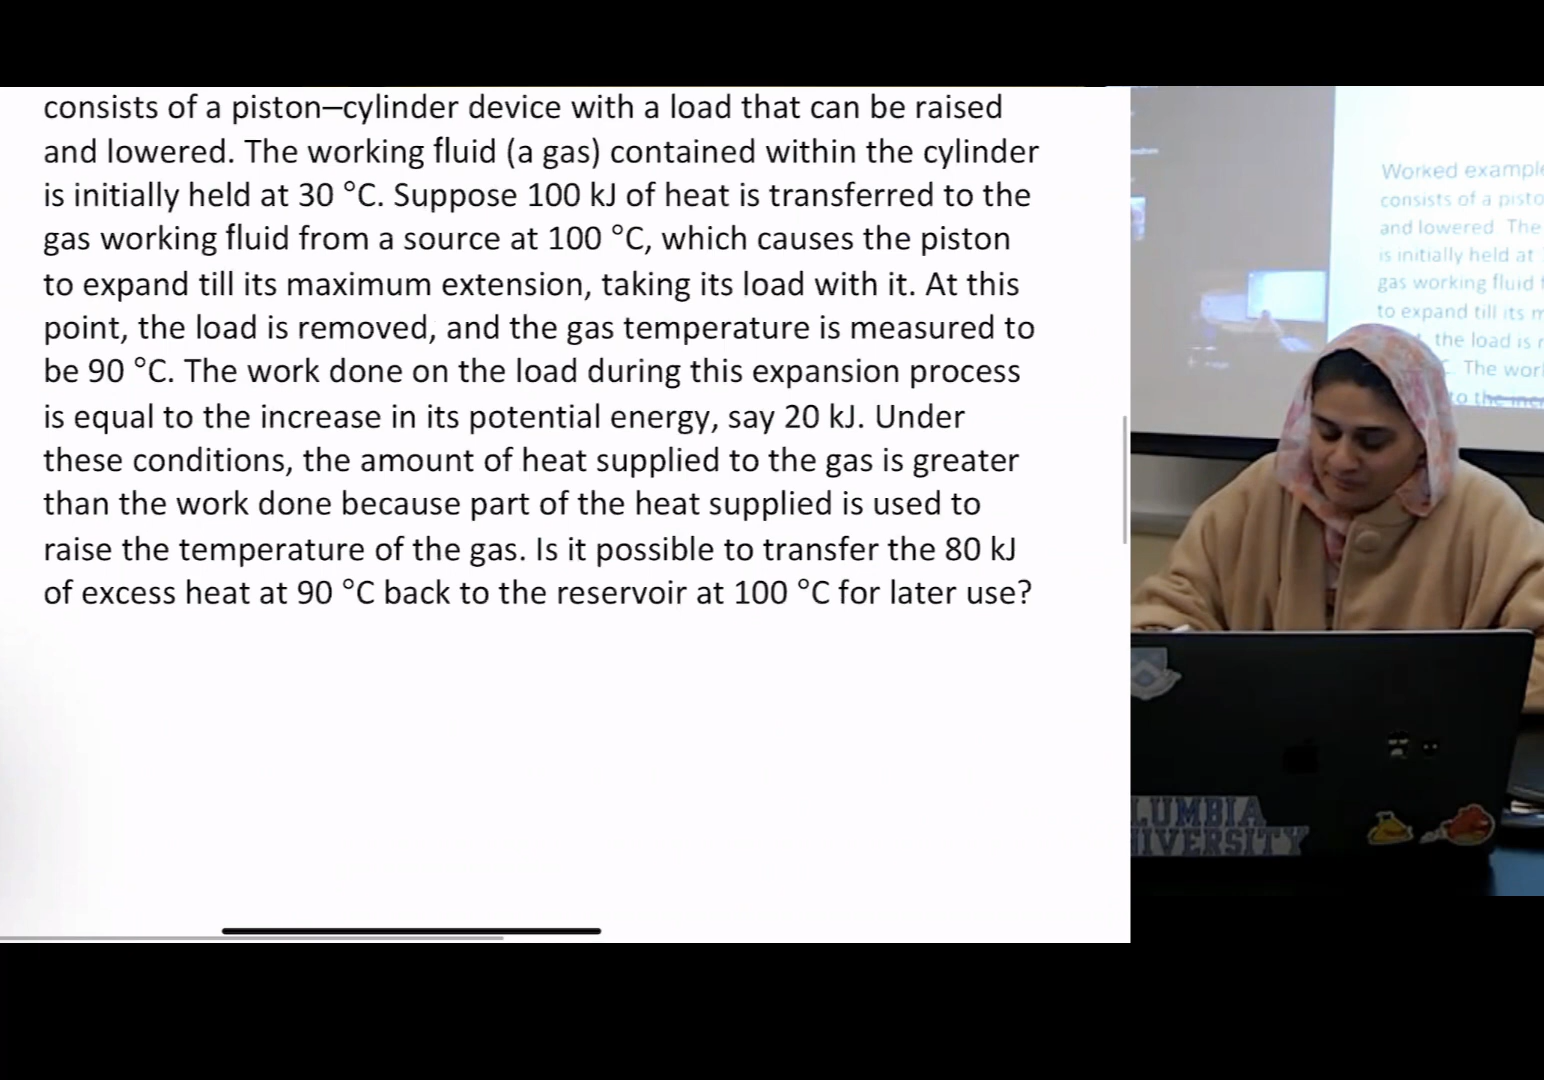 consists of a piston–cylinder device with a load that can be raised
and lowered. The working fluid (a gas) contained within the cylinder
is initially held at 30 °C. Suppose 100 kJ of heat is transferred to the
gas working fluid from a source at 100 °C, which causes the piston
to expand till its maximum extension, taking its load with it. At this
point, the load is removed, and the gas temperature is measured to
be 90 °C. The work done on the load during this expansion process
is equal to the increase in its potential energy, say 20 kJ. Under
these conditions, the amount of heat supplied to the gas is greater
than the work done because part of the heat supplied is used to
raise the temperature of the gas. Is it possible to transfer the 80 kJ
of excess heat at 90 °C back to the reservoir at 100 °C for later use?
Worked example
consists of a pisto
and lowered. The
is initially held at
gas working fluid
to expand till its m
the load is r
C. The wor
to the inc
LUMBIA
IVERSITY